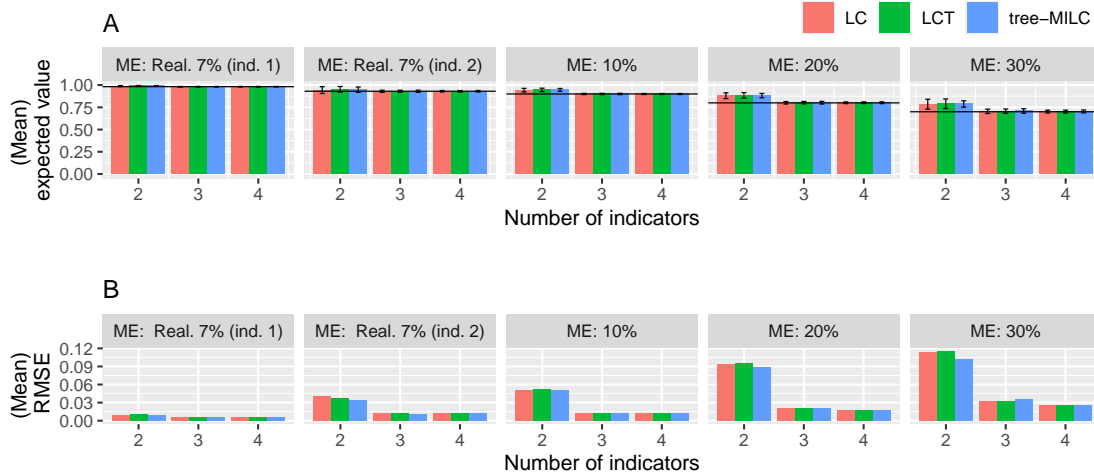 A
LC LCT tree−MILC
ME: Real. 7% (ind. 1) ME: Real. 7% (ind. 2) ME: 10% ME: 20% ME: 30%
(Mean)
expected value
1.00
0.75
0.50
0.25
0.00
2 3 4 2 3 4 2 3 4 2 3 4 2 3 4
Number of indicators
B
ME: Real. 7% (ind. 1) ME: Real. 7% (ind. 2) ME: 10% ME: 20% ME: 30%
(Mean)
RMSE
0.12
0.09
0.06
0.03
0.00
2 3 4 2 3 4 2 3 4 2 3 4 2 3 4
Number of indicators